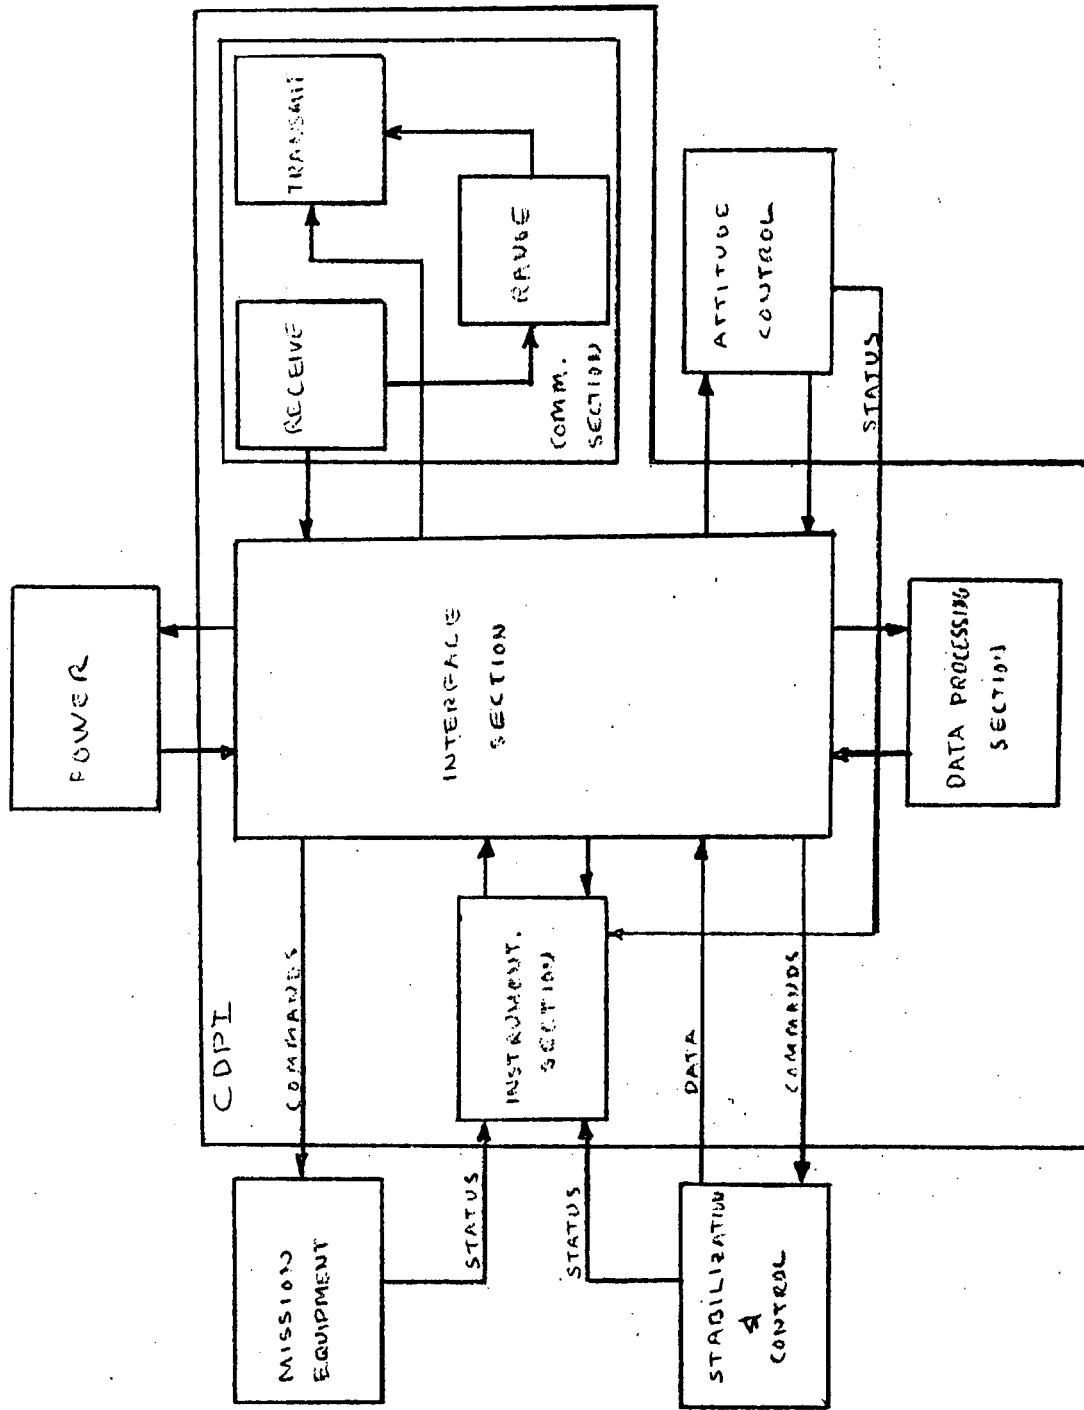 POWER
CDPI
MISSION
EQUIPMENT
COMMANDS
RECEIVE
TRANSMIT
STATUS
INTERFACE
SECTION
INSTRUMENT.
SECTION
RANGE
COMM.
SECTION
STATUS
DATA
STABILIZATION
&
CONTROL
COMMANDS
ATTITUDE
CONTROL
STATUS
DATA PROCESSING
SECTION